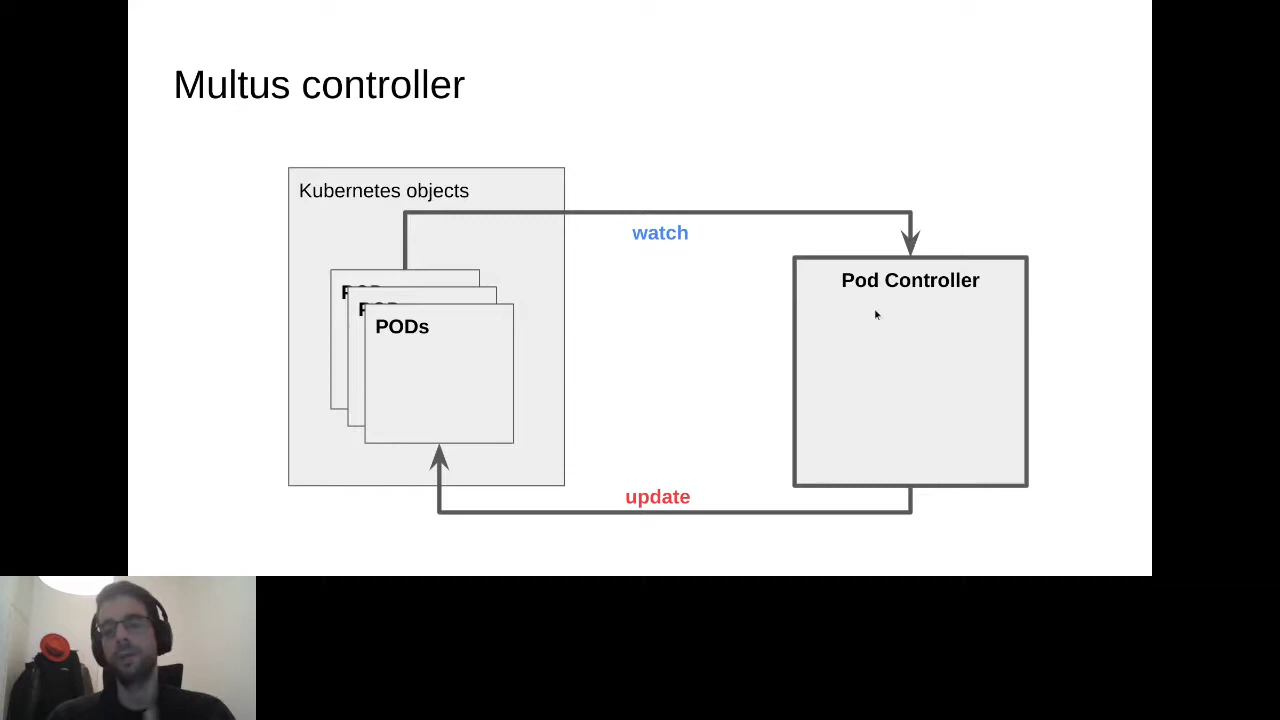 Multus controller
Kubernetes objects
watch
Pod Controller
PODs
update